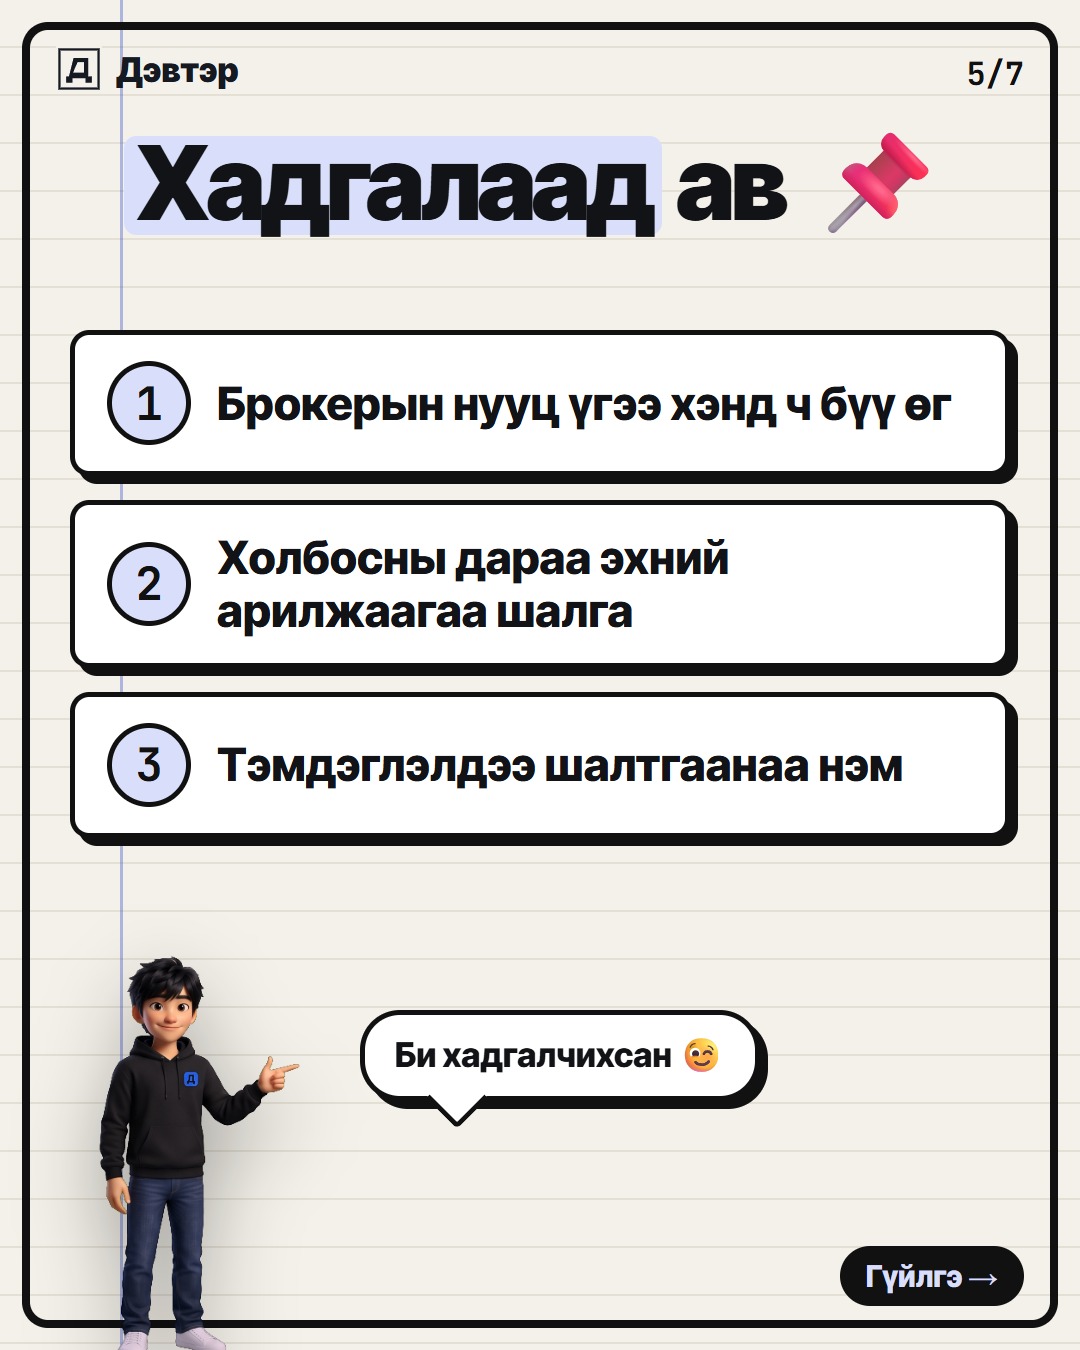 Д Дэвтэр
5/7
Хадгалаад ав 📌
1 Брокерын нууц үгээ хэнд ч бүү өг
2 Холбосны дараа эхний
арилжаагаа шалга
3 Тэмдэглэлдээ шалтгаанаа нэм
Д
Би хадгалчихсан 😉
Гүйлгэ →